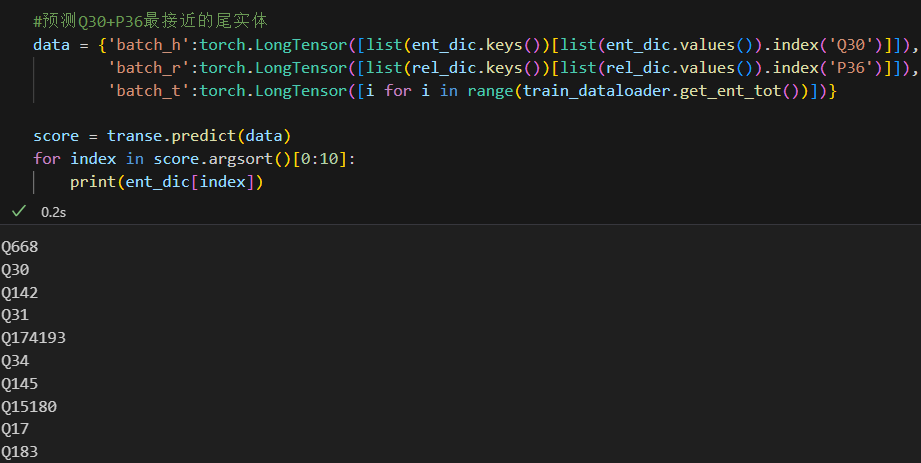 #预测Q30+P36最接近的尾实体
data = {'batch_h':torch.LongTensor([list(ent_dic.keys())[list(ent_dic.values()).index('Q30')]]),
'batch_r':torch.LongTensor([list(rel_dic.keys())[list(rel_dic.values()).index('P36')]]),
'batch_t':torch.LongTensor([i for i in range(train_dataloader.get_ent_tot())])}
score = transe.predict(data)
for index in score.argsort()[0:10]:
print(ent_dic[index])
0.2s
Q668
Q30
Q142
Q31
Q174193
Q34
Q145
Q15180
Q17
Q183